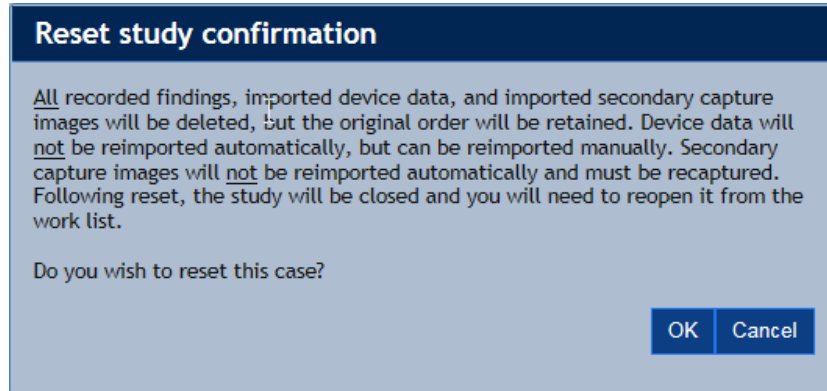 Reset study confirmation
All recorded findings, imported device data, and imported secondary capture
images will be deleted, but the original order will be retained. Device data will
not be reimported automatically, but can be reimported manually. Secondary
capture images will not be reimported automatically and must be recaptured.
Following reset, the study will be closed and you will need to reopen it from the
work list.
Do you wish to reset this case?
OK Cancel